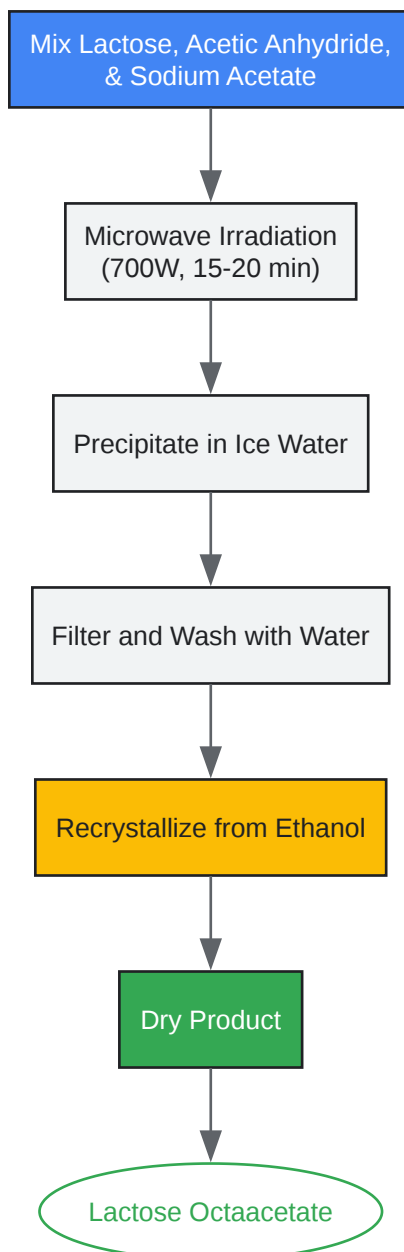 Mix Lactose, Acetic Anhydride,
& Sodium Acetate
Microwave Irradiation
(700W, 15-20 min)
Precipitate in Ice Water
Filter and Wash with Water
Recrystallize from Ethanol
Dry Product
Lactose Octaacetate